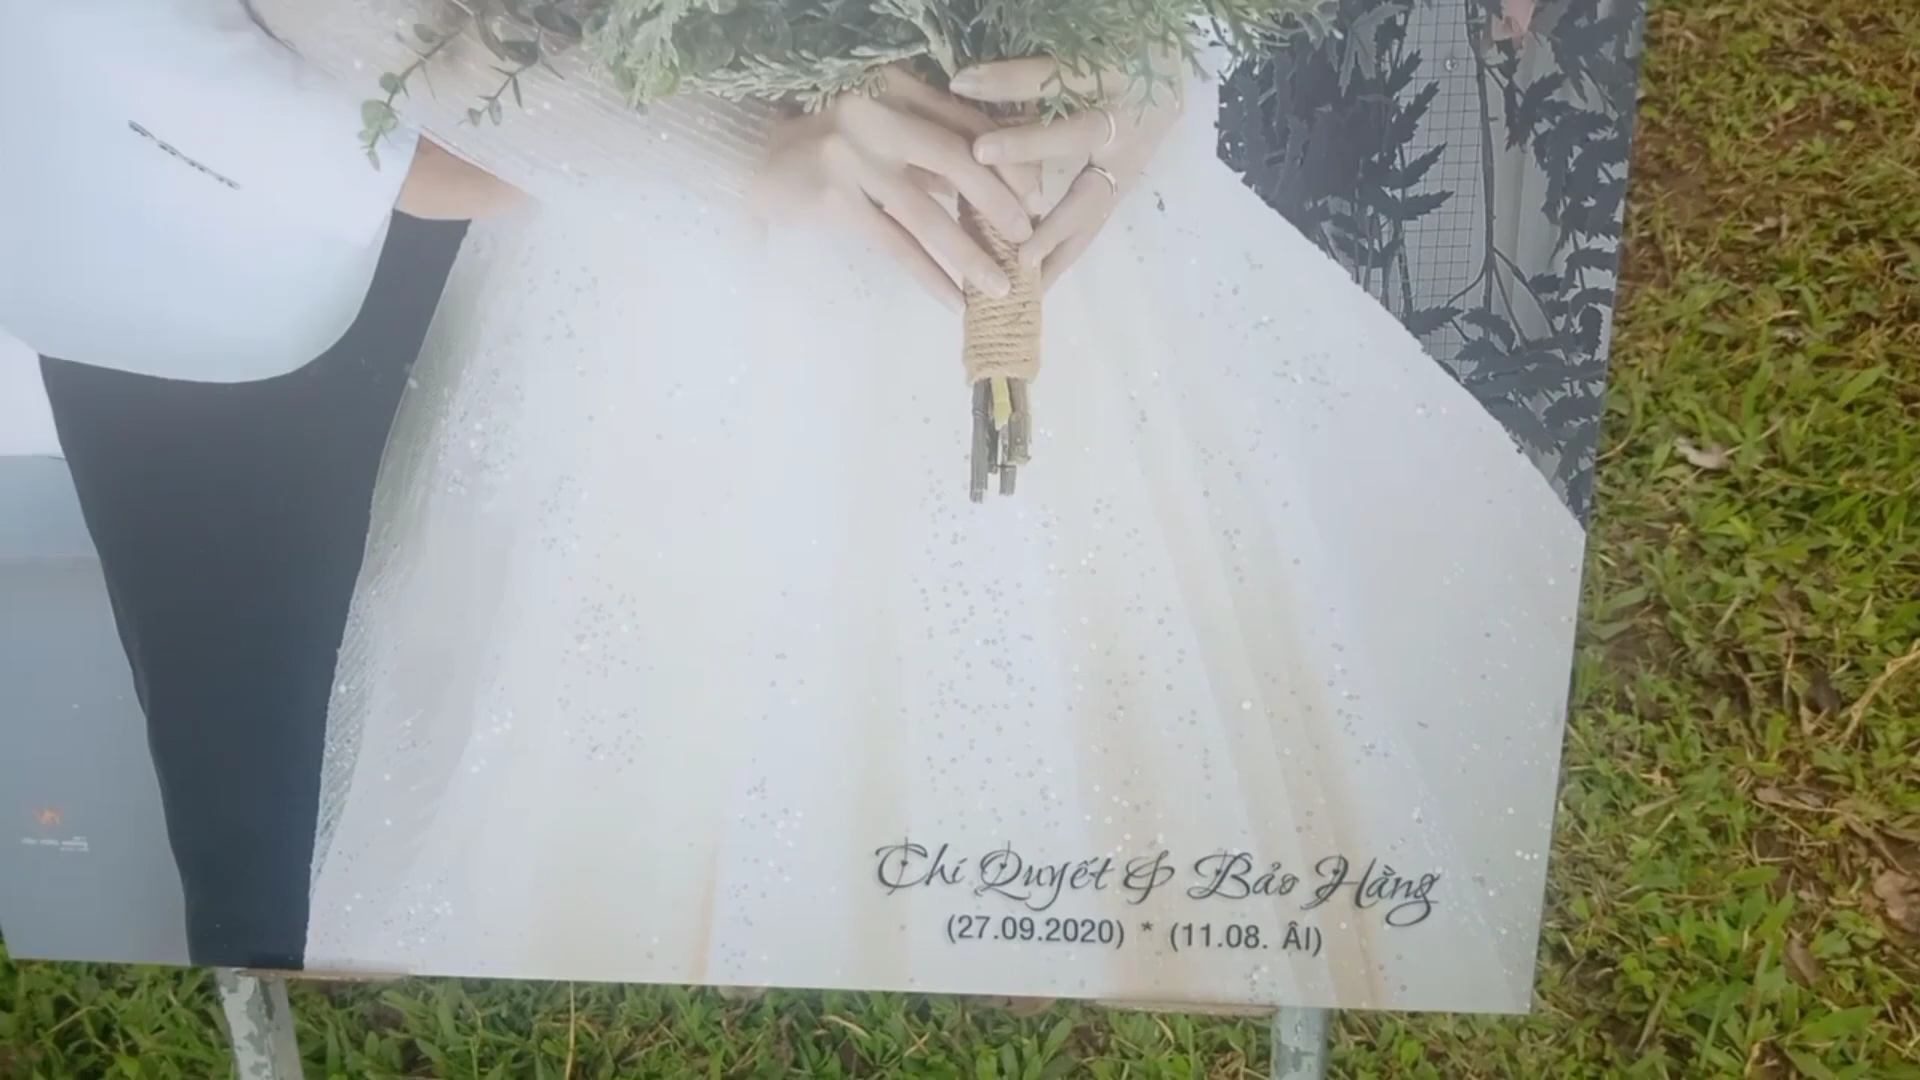 Chí Quyết & Bảo Hằng
(27.09.2020) * (11.08. Âl)